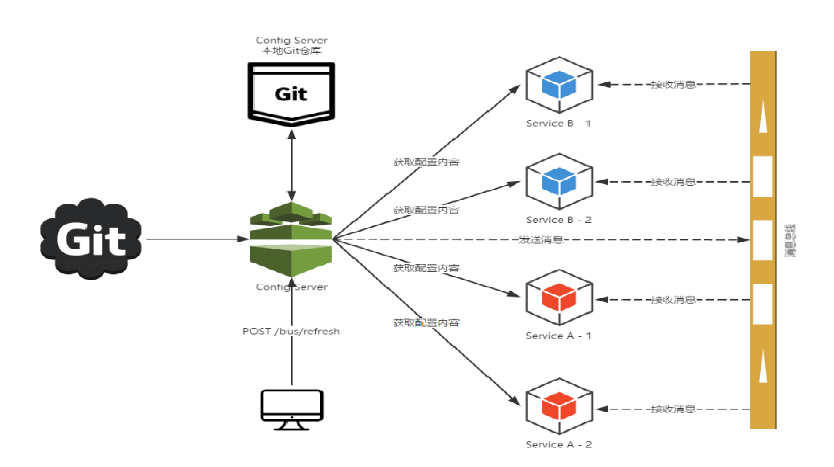 Config Server
本地Git仓库
Git
接收消息
Service B - 1
获取配置内容
接收消息
获取配置内容
Service B - 2
Git
发送消息
消息总线
获取配置内容
Config Server
接收消息
获取配置内容
POST /bus/refresh
Service A - 1
接收消息
Service A - 2